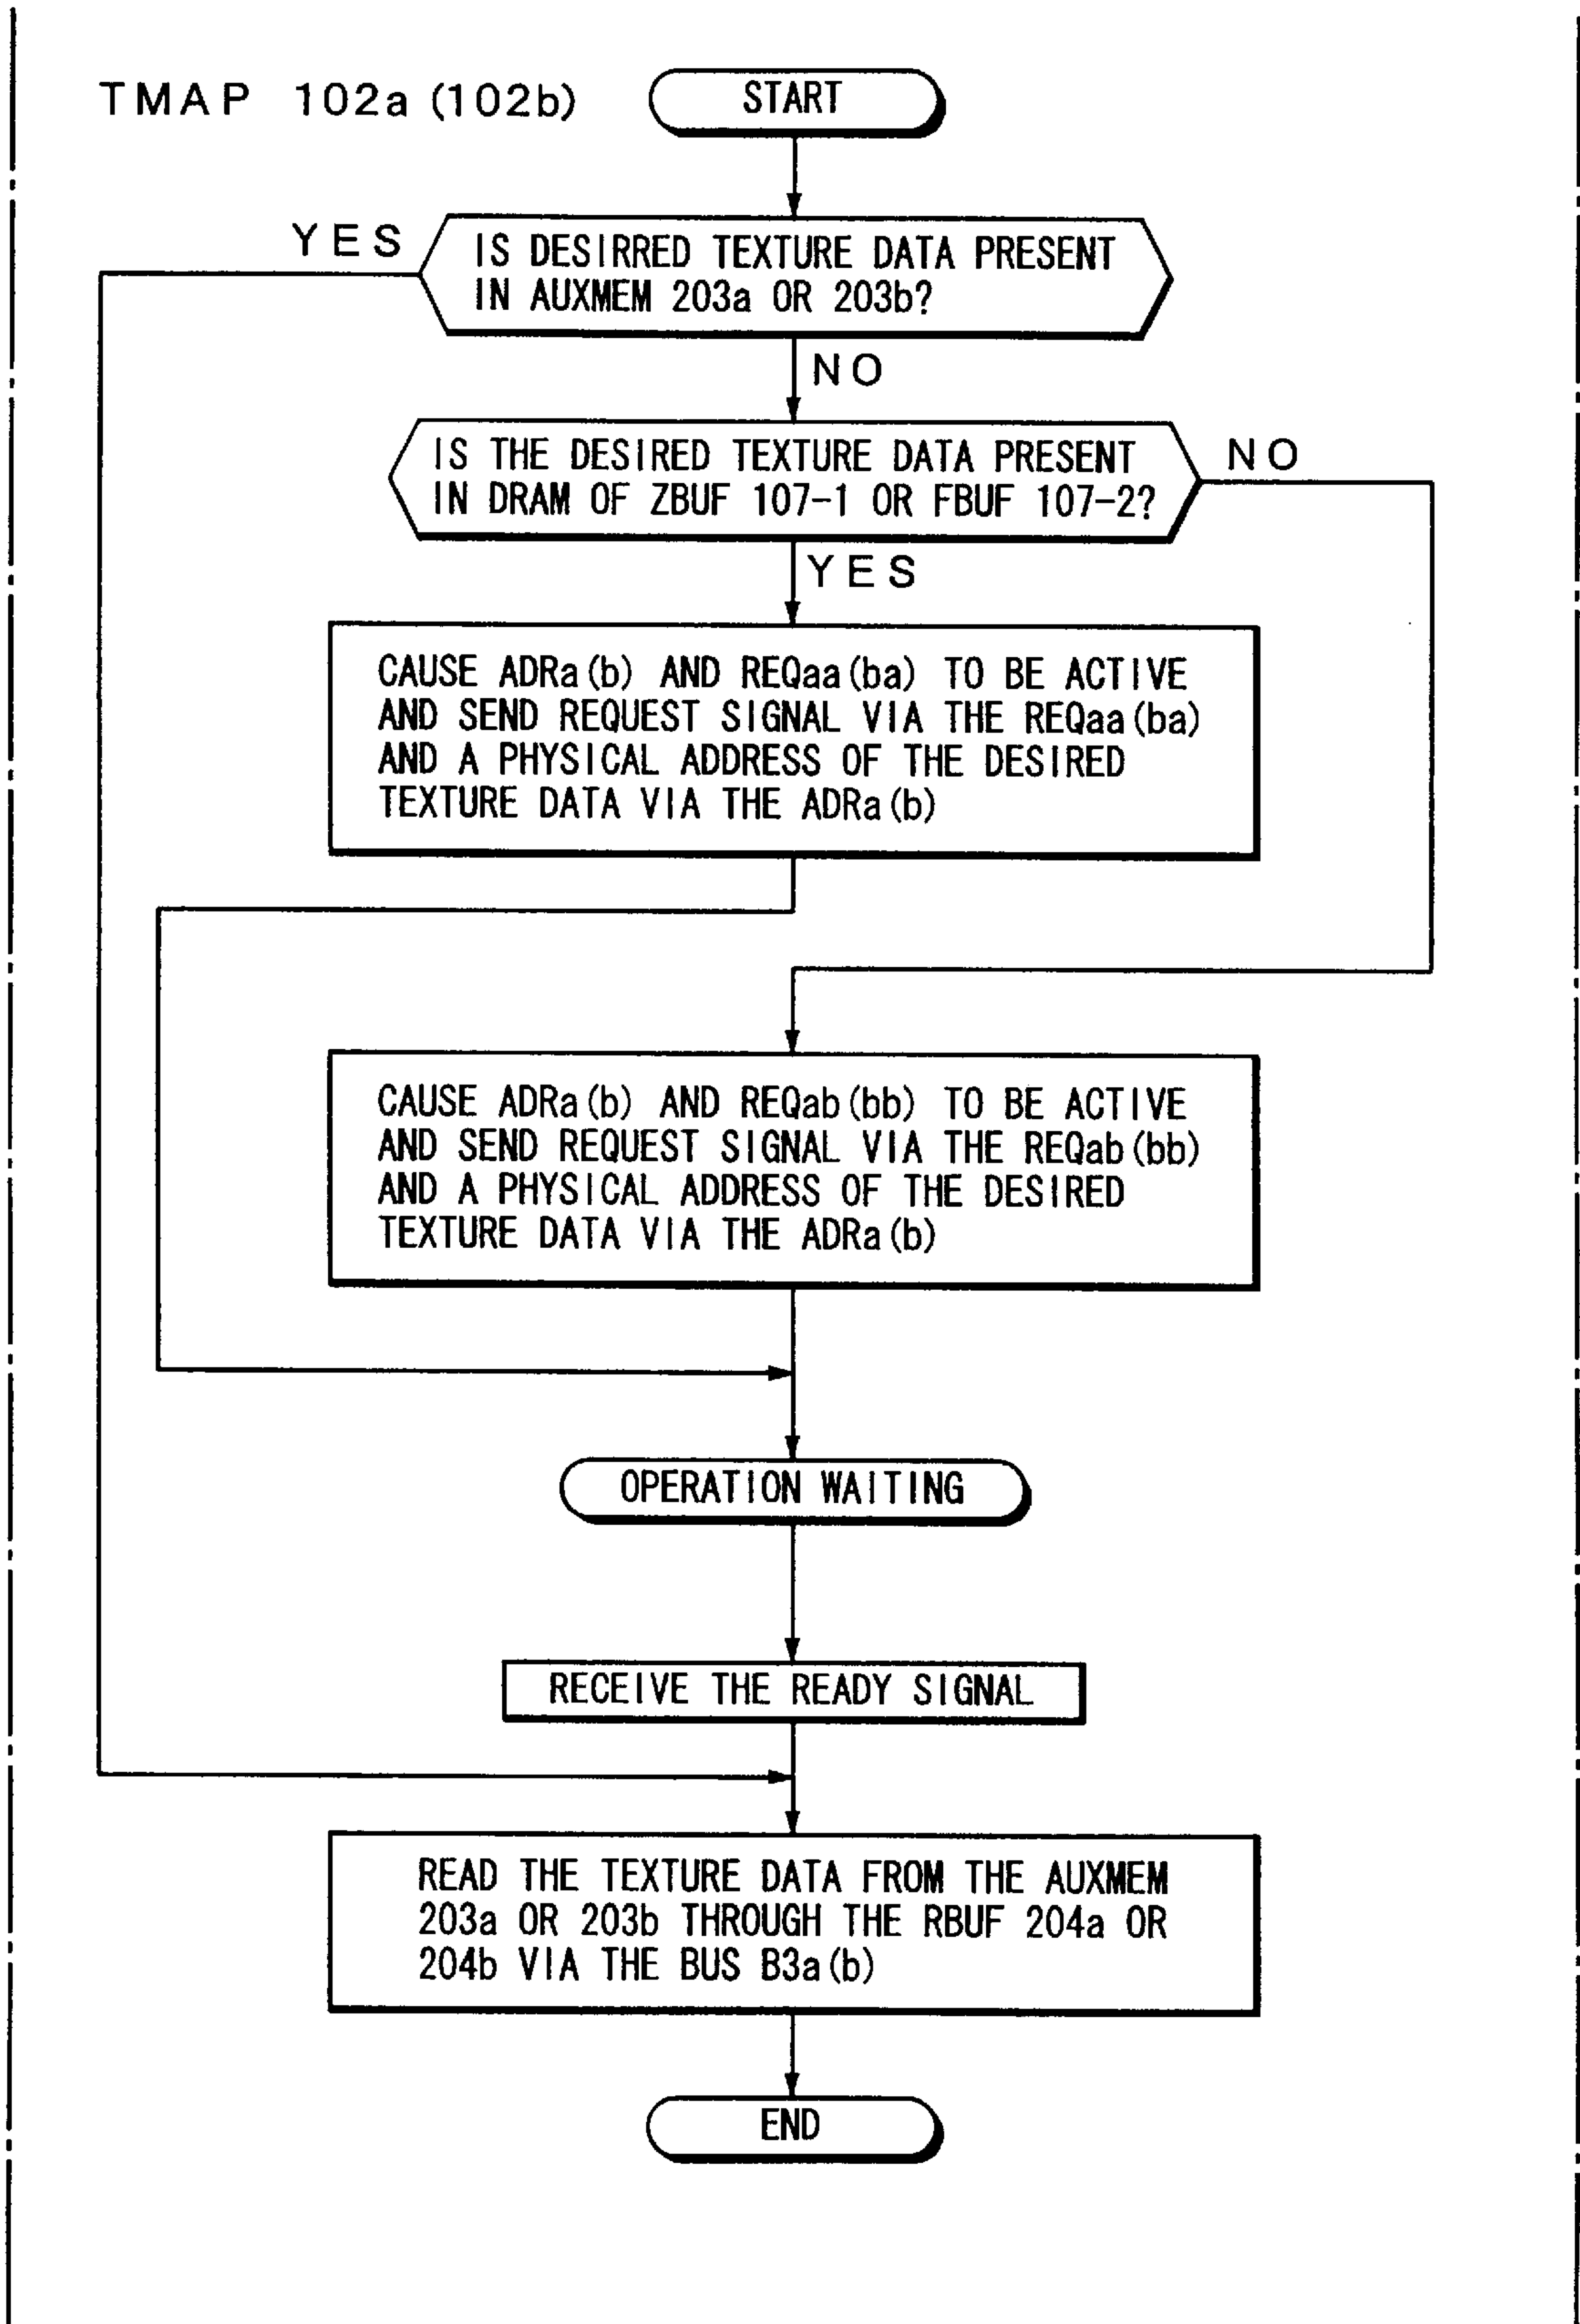 TMAP 102a (102b)
START
YES
IS DESIRRED TEXTURE DATA PRESENT
IN AUXMEM 203a OR 203b?
NO
IS THE DESIRED TEXTURE DATA PRESENT
IN DRAM OF ZBUF 107-1 OR FBUF 107-2?
NO
YES
CAUSE ADRa(b) AND REQaa(ba) TO BE ACTIVE
AND SEND REQUEST SIGNAL VIA THE REQaa(ba)
AND A PHYSICAL ADDRESS OF THE DESIRED
TEXTURE DATA VIA THE ADRa(b)
CAUSE ADRa(b) AND REQab(bb) TO BE ACTIVE
AND SEND REQUEST SIGNAL VIA THE REQab(bb)
AND A PHYSICAL ADDRESS OF THE DESIRED
TEXTURE DATA VIA THE ADRa(b)
OPERATION WAITING
RECEIVE THE READY SIGNAL
READ THE TEXTURE DATA FROM THE AUXMEM
203a OR 203b THROUGH THE RBUF 204a OR
204b VIA THE BUS B3a(b)
END